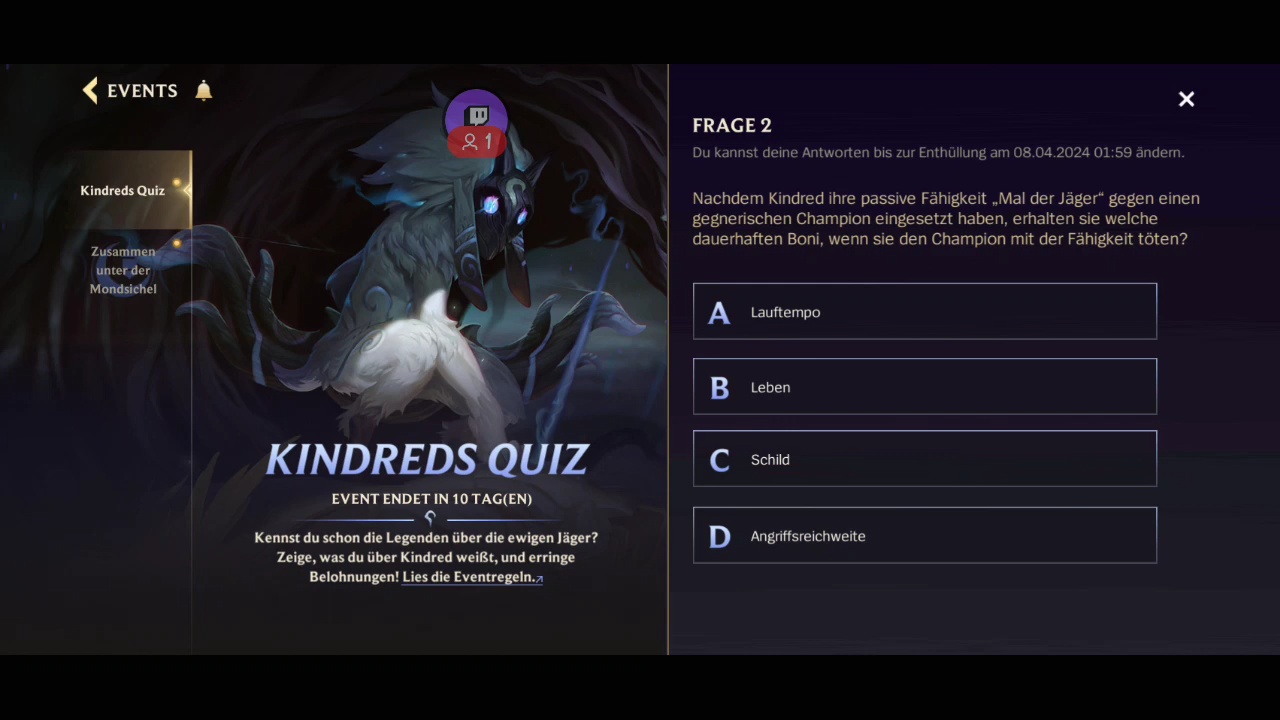 EVENTS
Kindreds Quiz
Zusammen
unter der
Mondsichel
1
KINDREDS QUIZ
EVENT ENDET IN 10 TAG(EN)
Kennst du schon die Legenden über die ewigen Jäger?
Zeige, was du über Kindred weißt, und erringe
Belohnungen! Lies die Eventregeln.
FRAGE 2
Du kannst deine Antworten bis zur Enthüllung am 08.04.2024 01:59 ändern.
Nachdem Kindred ihre passive Fähigkeit „Mal der Jäger“ gegen einen
gegnerischen Champion eingesetzt haben, erhalten sie welche
dauerhaften Boni, wenn sie den Champion mit der Fähigkeit töten?
A Lauftempo
B Leben
C Schild
D Angriffsreichweite